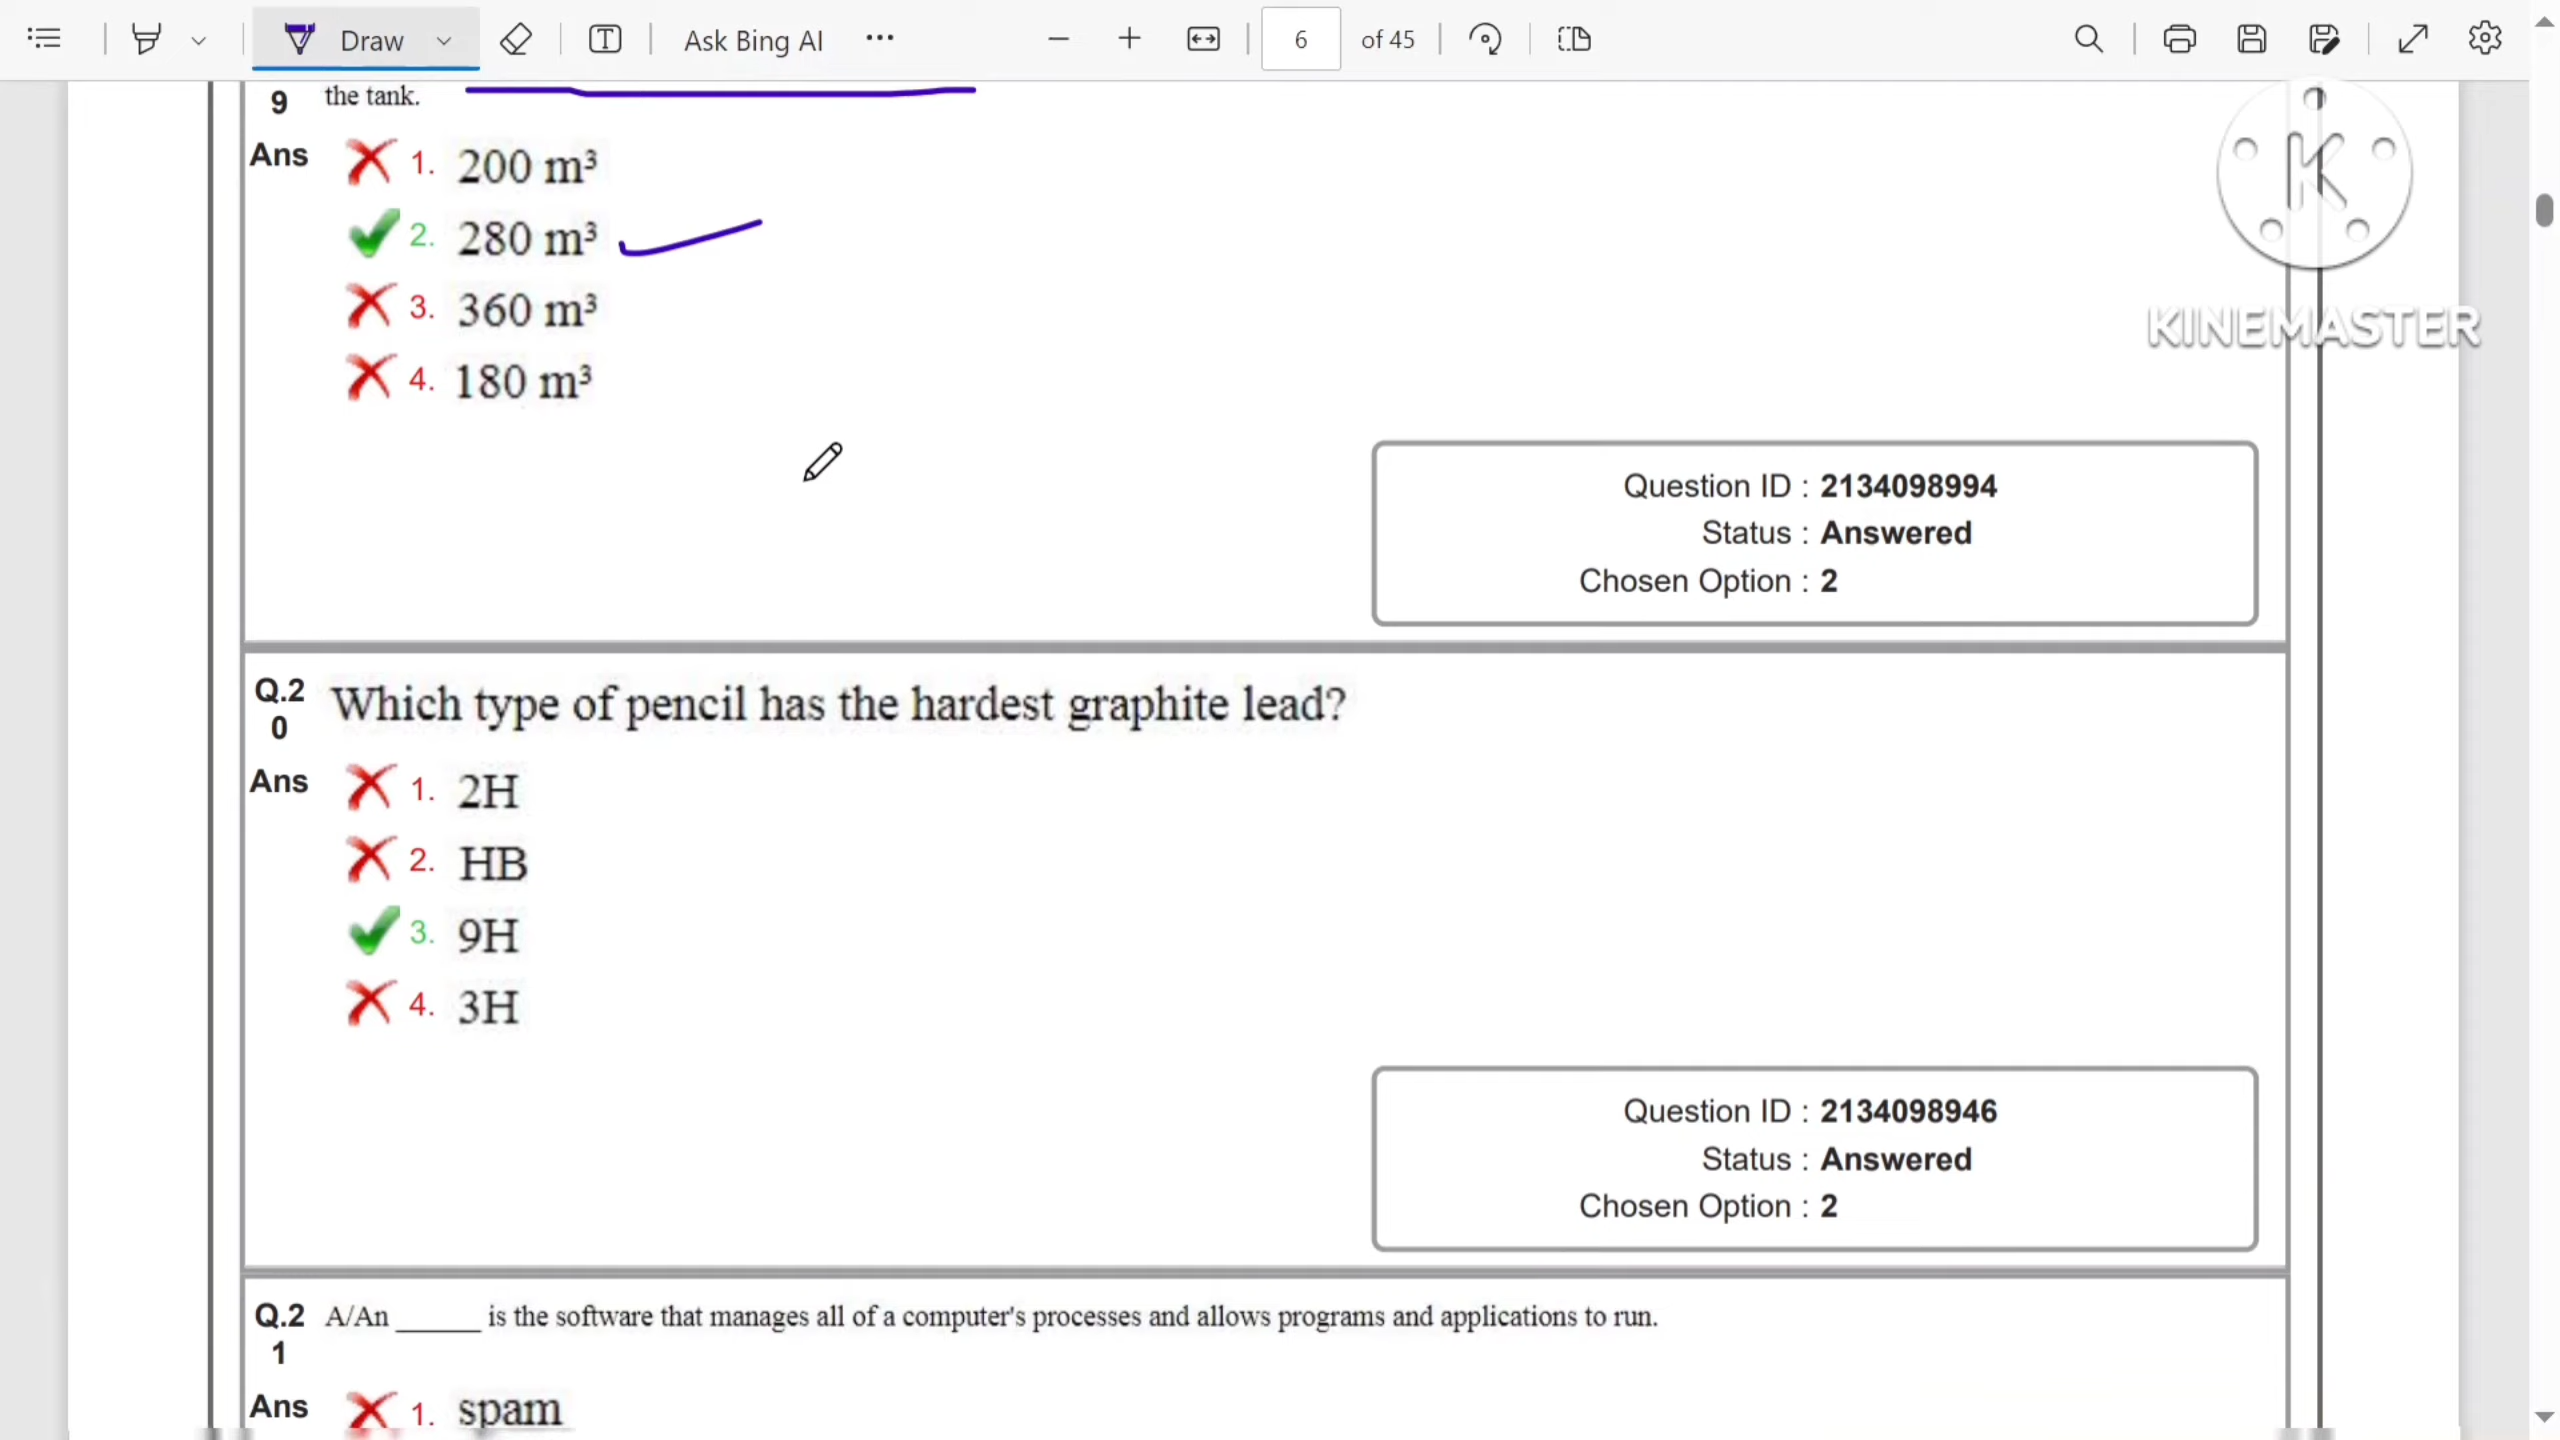 Draw
Ask Bing AI
6 of 45
9 the tank.
Ans 1. 200 m³
2. 280 m³
3. 360 m³
4. 180 m³
K
KINEMASTER
Question ID : 2134098994
Status : Answered
Chosen Option : 2
Q.2 Which type of pencil has the hardest graphite lead?
0
Ans 1. 2H
2. HB
3. 9H
4. 3H
Question ID : 2134098946
Status : Answered
Chosen Option : 2
Q.2 A/An ______ is the software that manages all of a computer's processes and allows programs and applications to run.
1
Ans 1. spam